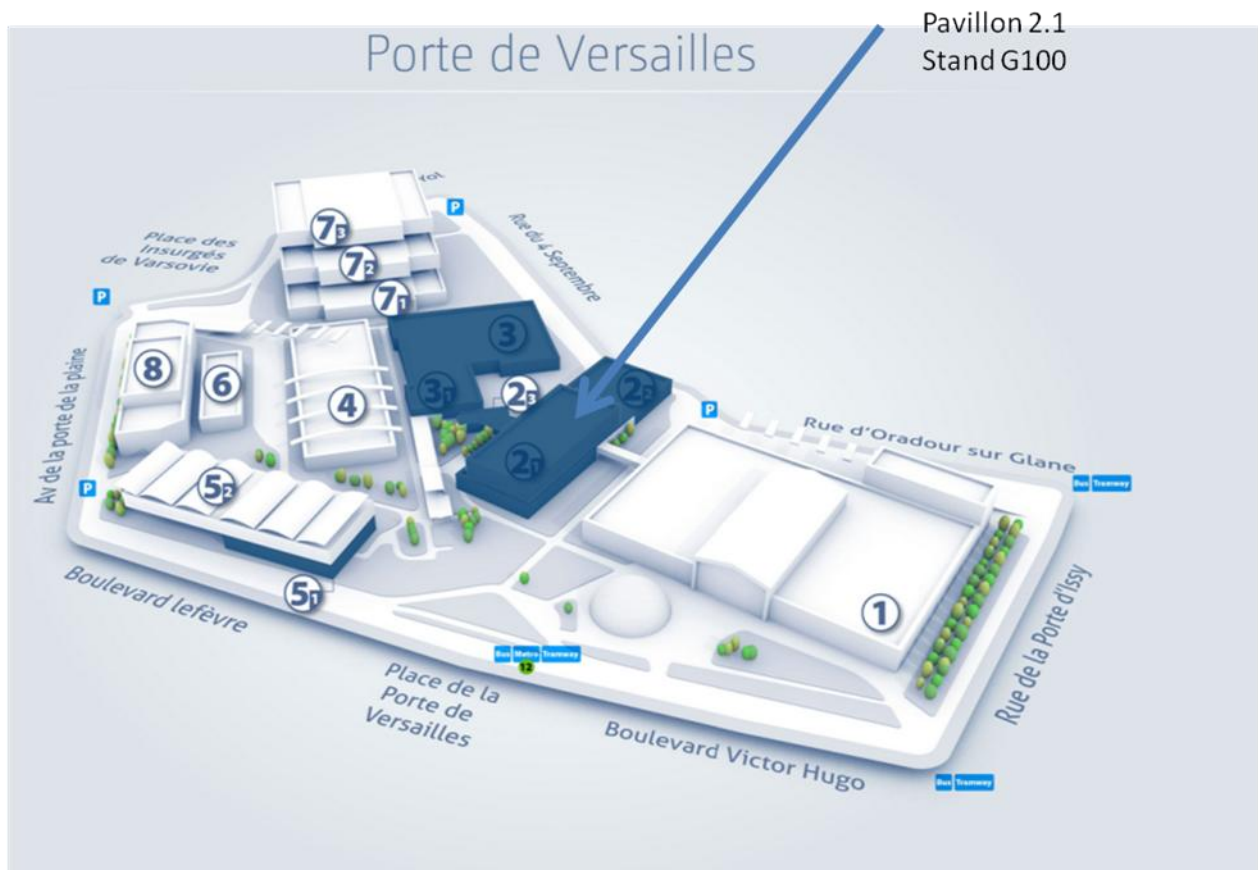 Pavillon 2.1
Stand G100
Porte de Versailles
P
7 3
7 2
7 1
Place des
Insurgés
de Varsovie
Rue du 4 Septembre
P
3
3 1
2 3
2 2
2 1
8
6
4
P
Rue d'Oradour sur Glane
Bus Tramway
Av de la porte de la plaine
P
5 2
5 1
1
Boulevard lefèvre
Bus Metro Tramway
12
Place de la
Porte de
Versailles
Boulevard Victor Hugo
Rue de la Porte d'Issy
Bus Tramway